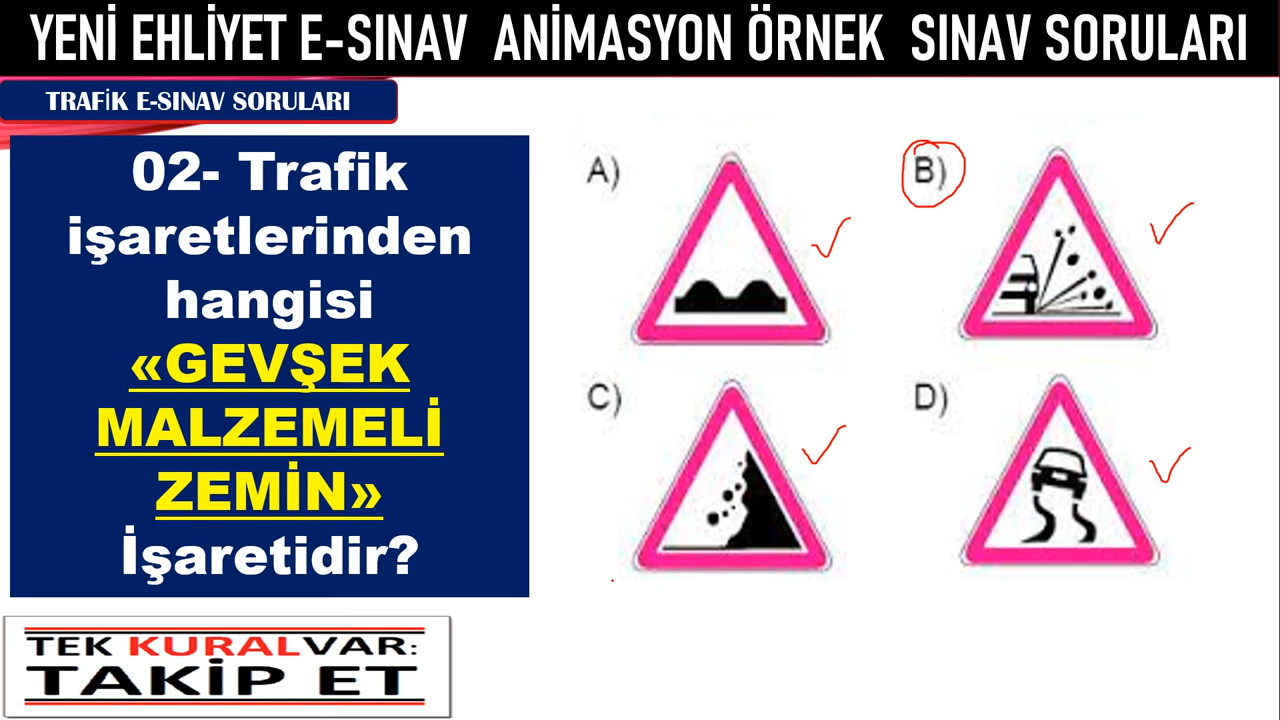 YENİ EHLİYET E-SINAV ANİMASYON ÖRNEK SINAV SORULARI
TRAFİK E-SINAV SORULARI
02- Trafik
işaretlerinden
hangisi
«GEVŞEK
MALZEMELİ
ZEMİN»
İşaretidir?
A)
B)
C)
D)
TEK KURALVAR:
TAKİP ET